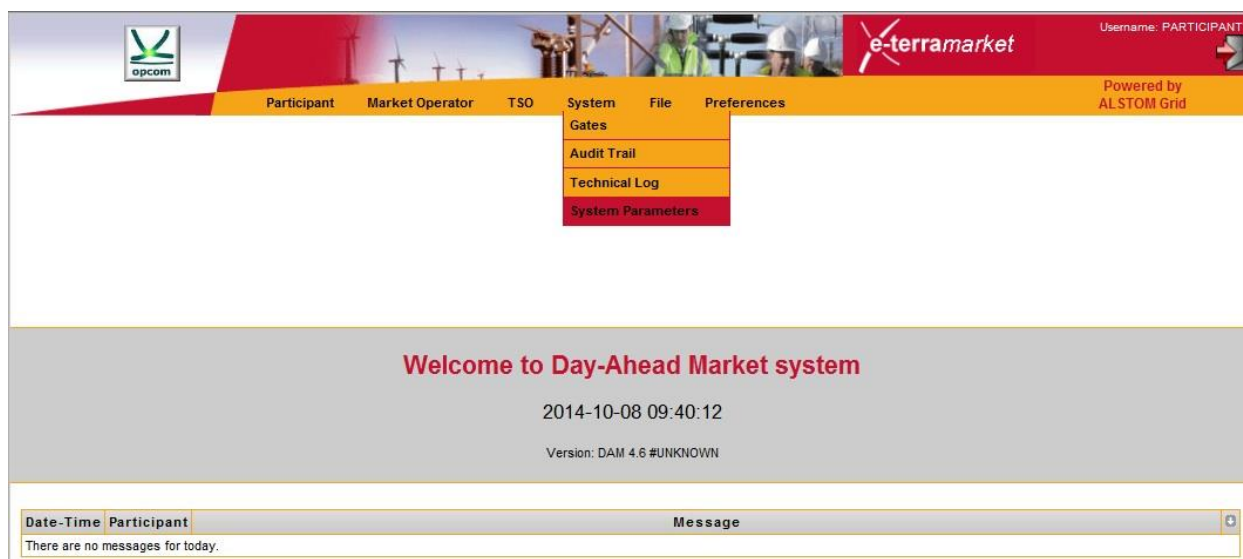 opcom
e-terramarket
Username: PARTICIPANT
Powered by
ALSTOM Grid
Participant Market Operator TSO System File Preferences
Gates
Audit Trail
Technical Log
System Parameters
Welcome to Day-Ahead Market system
2014-10-08 09:40:12
Version: DAM 4.6 #UNKNOWN
Date-Time Participant Message
There are no messages for today.